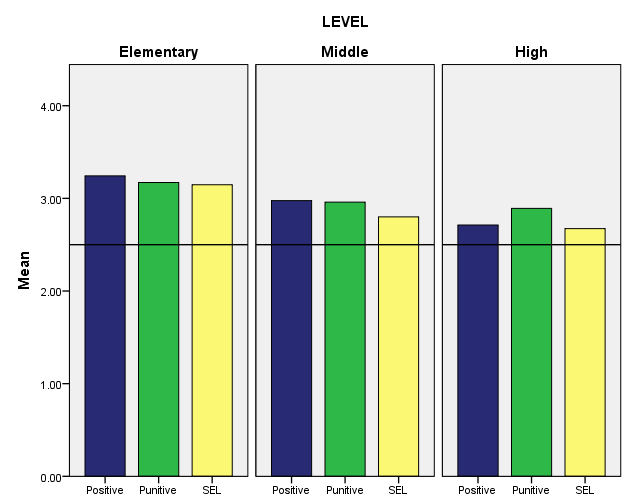 LEVEL
Elementary Middle High
4.00
3.00
2.00
1.00
0.00
Mean
Positive Punitive SEL Positive Punitive SEL Positive Punitive SEL